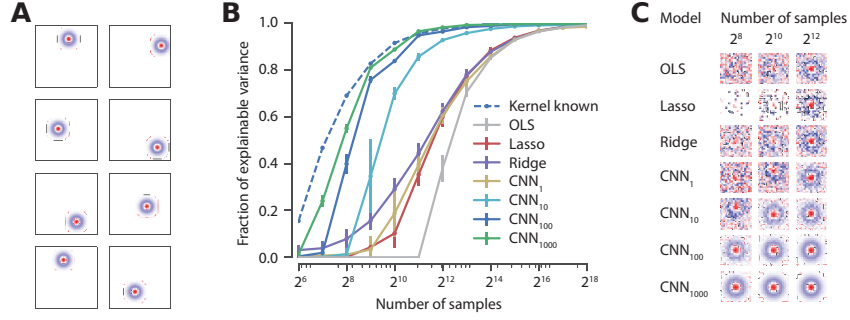 A
B
C
Fraction of explainable variance
1.0
0.8
0.6
0.4
0.2
0.0
2^6
2^8
2^10
2^12
2^14
2^16
2^18
Number of samples
Kernel known
OLS
Lasso
Ridge
CNN_1
CNN_10
CNN_100
CNN_1000
Model Number of samples
2^8 2^10 2^12
OLS
Lasso
Ridge
CNN_1
CNN_10
CNN_100
CNN_1000